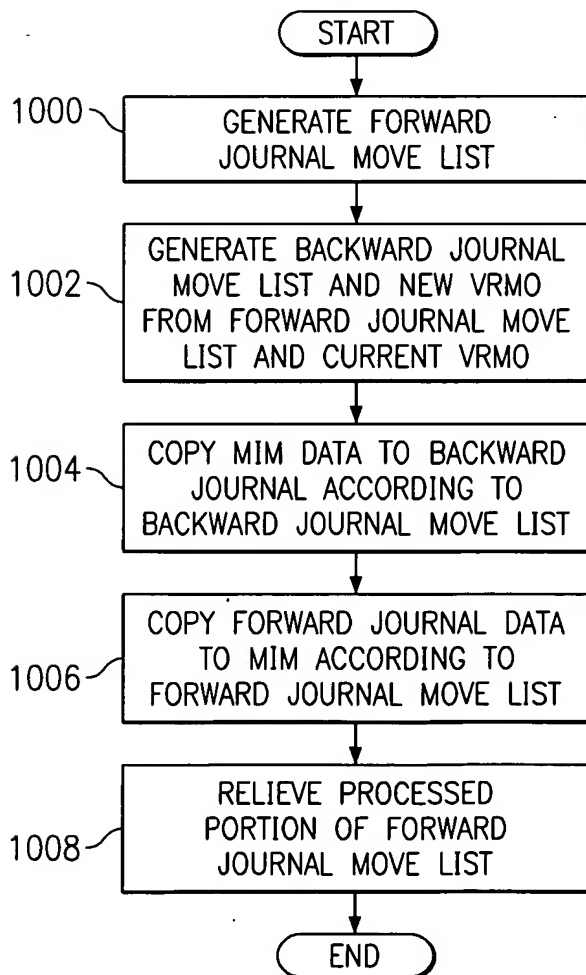 START
1000
GENERATE FORWARD
JOURNAL MOVE LIST
1002
GENERATE BACKWARD JOURNAL
MOVE LIST AND NEW VRMO
FROM FORWARD JOURNAL MOVE
LIST AND CURRENT VRMO
1004
COPY MIM DATA TO BACKWARD
JOURNAL ACCORDING TO
BACKWARD JOURNAL MOVE LIST
1006
COPY FORWARD JOURNAL DATA
TO MIM ACCORDING TO
FORWARD JOURNAL MOVE LIST
1008
RELIEVE PROCESSED
PORTION OF FORWARD
JOURNAL MOVE LIST
END